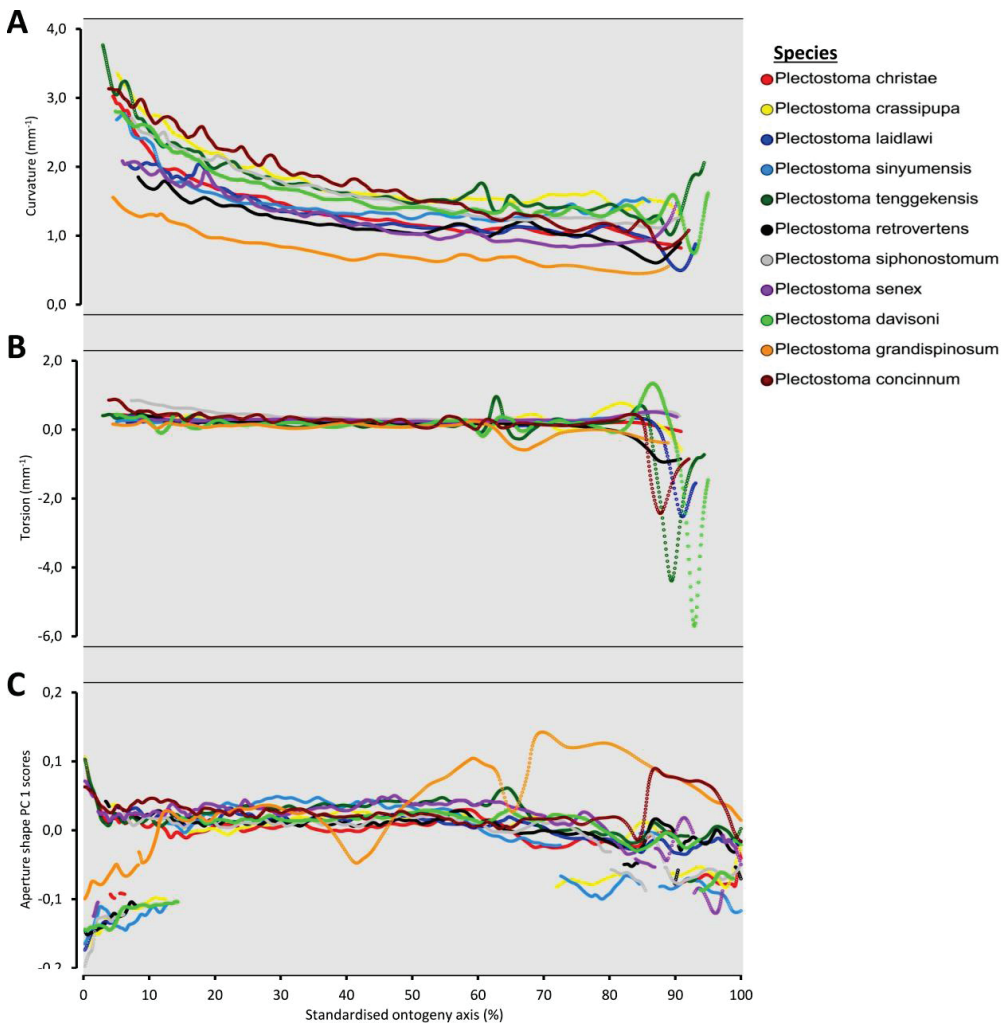 A
4,0
3,0
2,0
1,0
0,0
Curvature (mm⁻¹)
Species
Plectostoma christae
Plectostoma crassipupa
Plectostoma laidlawi
Plectostoma sinyumensis
Plectostoma tenggekensis
Plectostoma retrovertens
Plectostoma siphonostomum
Plectostoma senex
Plectostoma davisoni
Plectostoma grandispinosum
Plectostoma concinnum
B
2,0
0,0
-2,0
-4,0
-6,0
Torsion (mm⁻¹)
C
0,2
0,1
0,0
-0,1
-0,2
Aperture shape PC 1 scores
0 10 20 30 40 50 60 70 80 90 100
Standardised ontogeny axis (%)